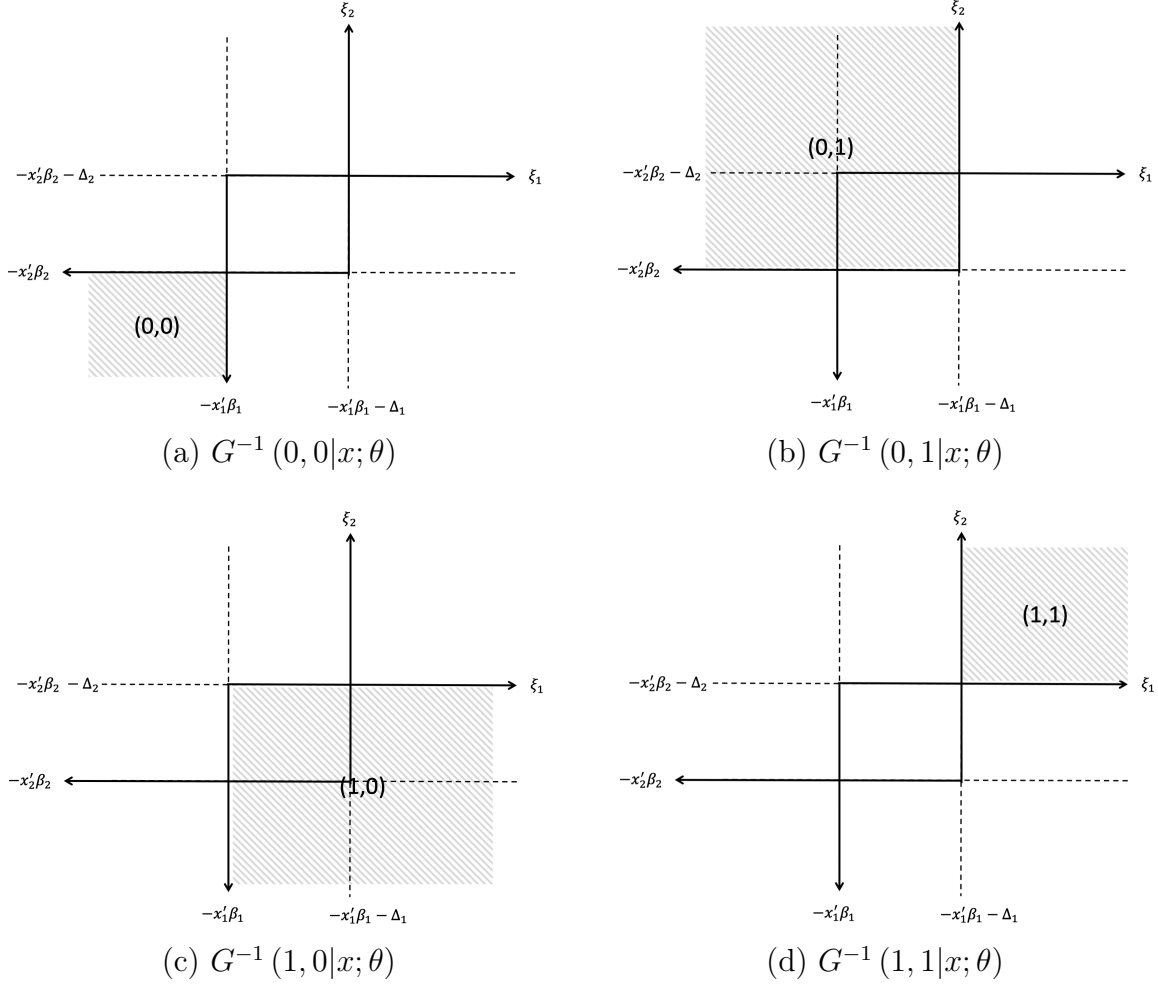 ξ₂
−x′₂β₂ − Δ₂
ξ₁
−x′₂β₂
(0,0)
−x′₁β₁
−x′₁β₁ − Δ₁
(a) G⁻¹ (0, 0|x; θ)
ξ₂
(0,1)
−x′₂β₂ − Δ₂
ξ₁
−x′₂β₂
−x′₁β₁
−x′₁β₁ − Δ₁
(b) G⁻¹ (0, 1|x; θ)
ξ₂
−x′₂β₂ − Δ₂
ξ₁
−x′₂β₂
(1,0)
−x′₁β₁
−x′₁β₁ − Δ₁
(c) G⁻¹ (1, 0|x; θ)
ξ₂
(1,1)
−x′₂β₂ − Δ₂
ξ₁
−x′₂β₂
−x′₁β₁
−x′₁β₁ − Δ₁
(d) G⁻¹ (1, 1|x; θ)